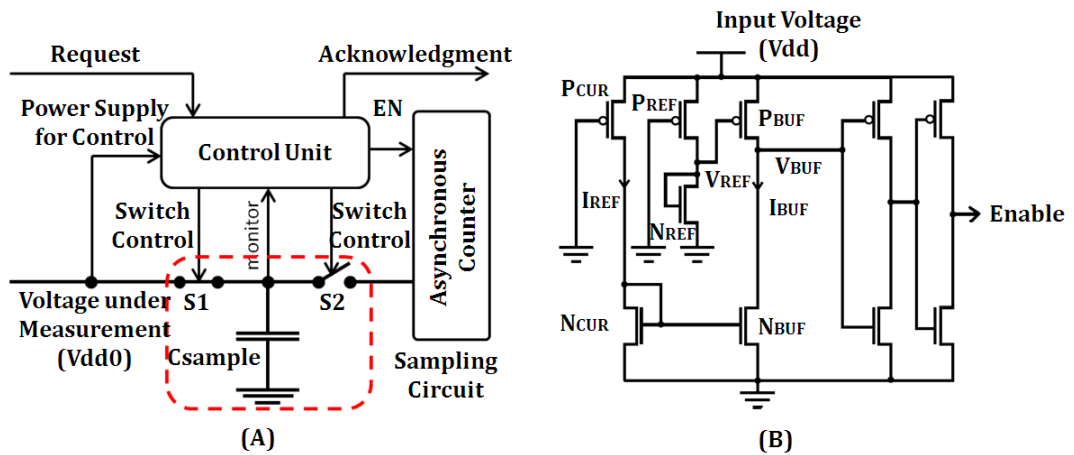 Request
Acknowledgment
Power Supply
for Control
EN
Control Unit
Switch
Control
monitor
Switch
Control
Asynchronous
Counter
S1
S2
Voltage under
Measurement
(Vdd0)
Csample
Sampling
Circuit
(A)
Input Voltage
(Vdd)
PCUR
PREF
PBUF
VREF
VBUF
IREF
NREF
IBUF
Enable
NCUR
NBUF
(B)